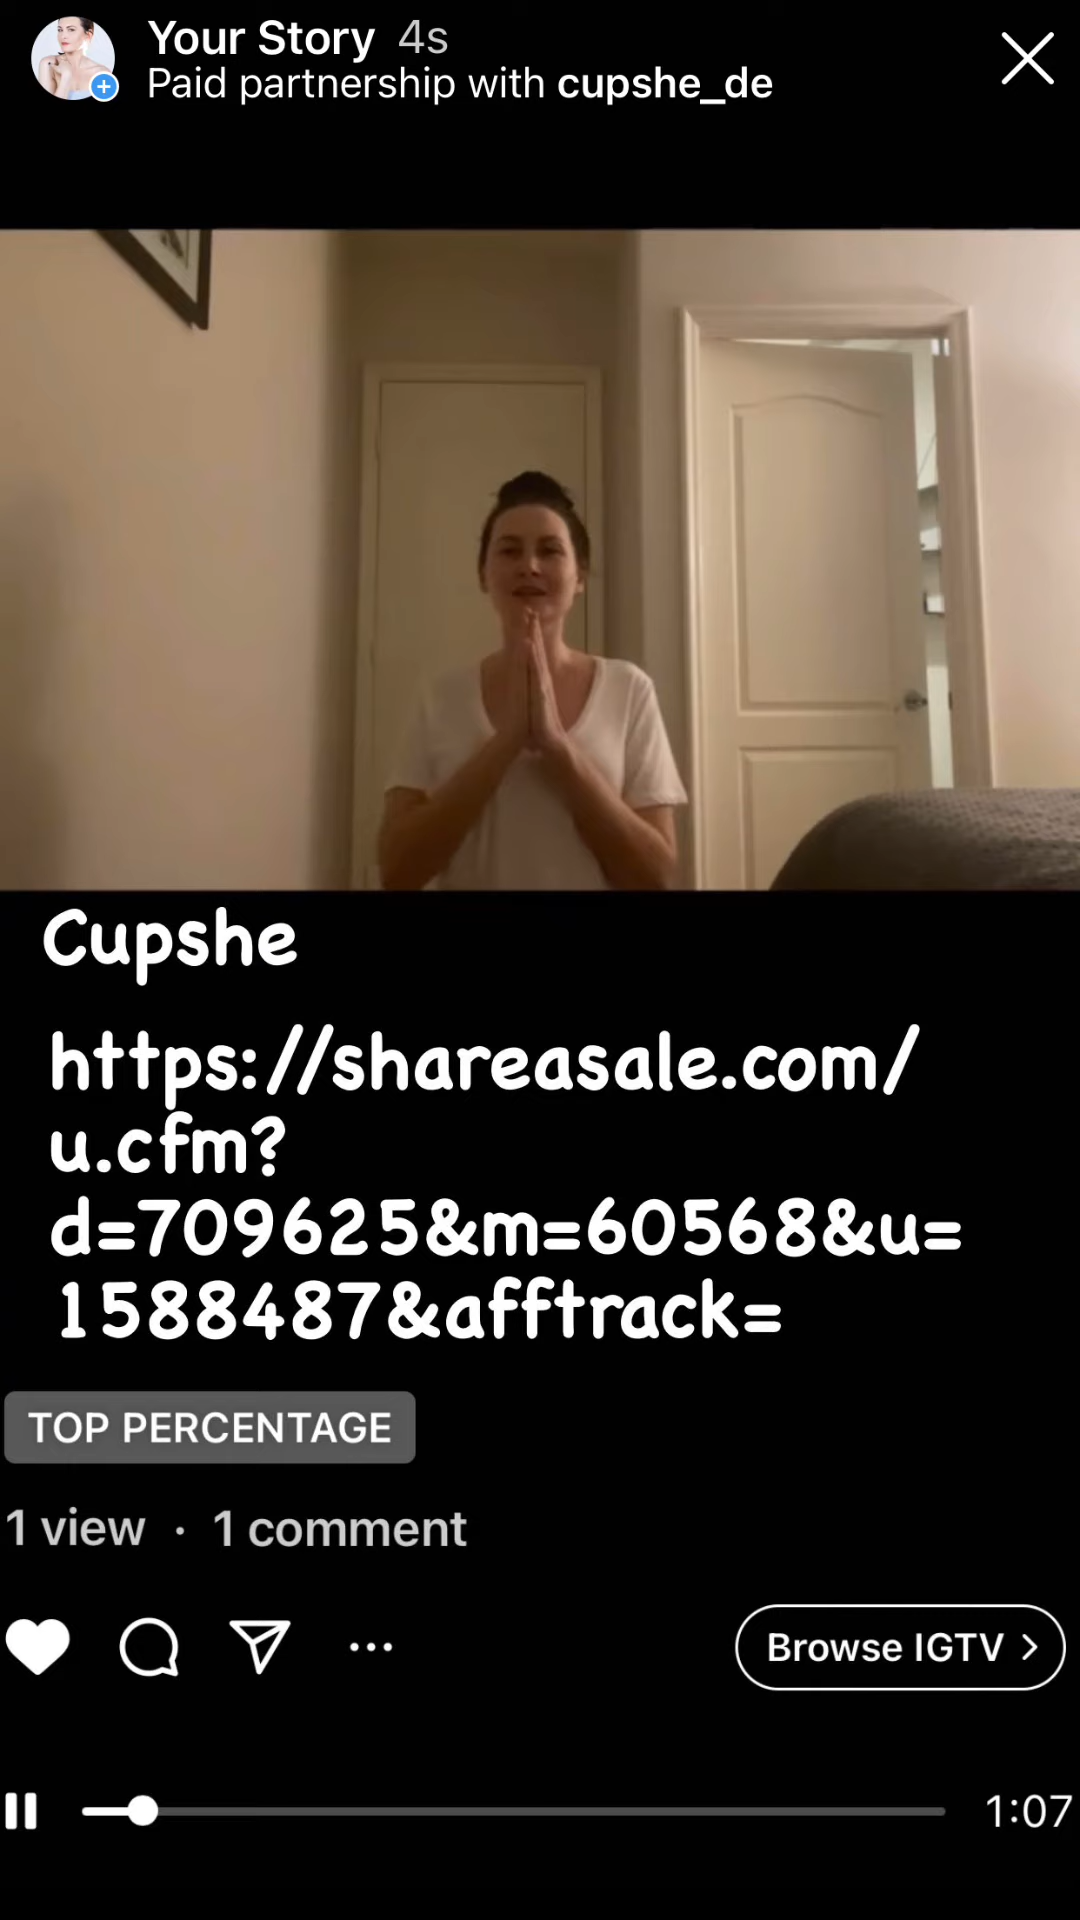 Your Story 4s
Paid partnership with cupshe_de
Cupshe
https://shareasale.com/
u.cfm?
d=709625&m=60568&u=
1588487&afftrack=
TOP PERCENTAGE
1 view · 1 comment
Browse IGTV >
1:07